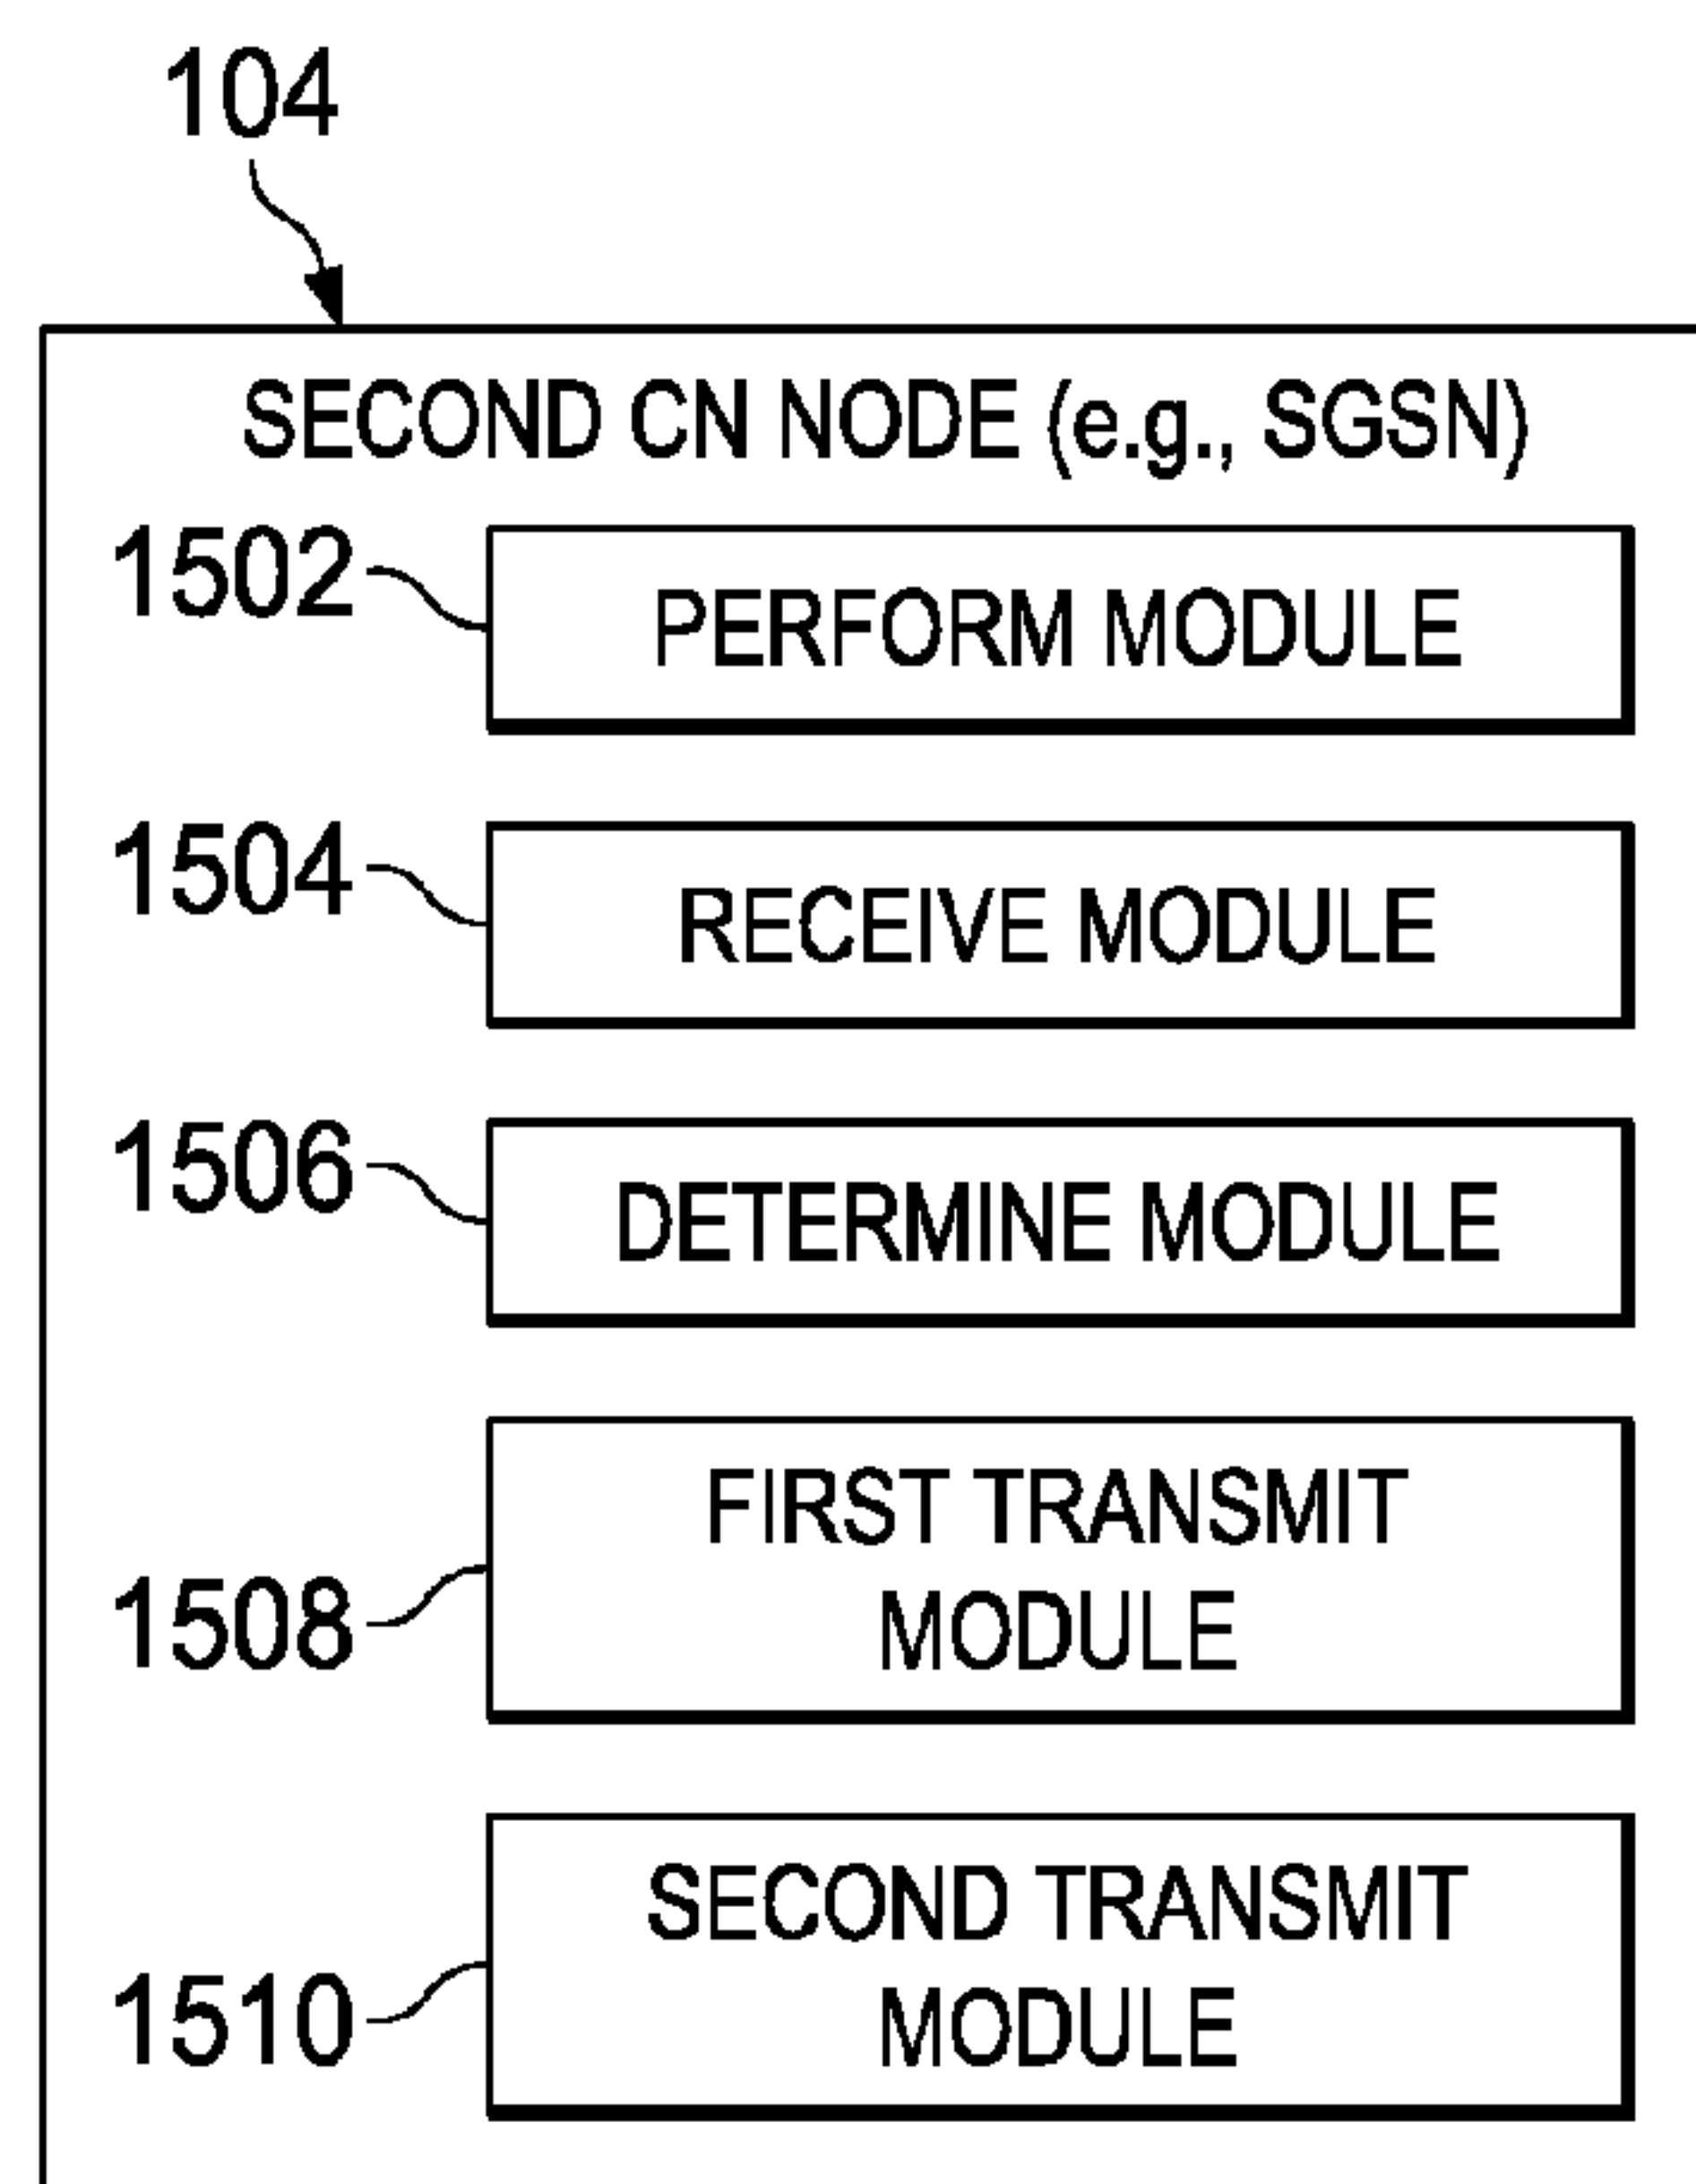 104
SECOND CN NODE (e.g., SGSN)
1502
PERFORM MODULE
1504
RECEIVE MODULE
1506
DETERMINE MODULE
1508
FIRST TRANSMIT
MODULE
1510
SECOND TRANSMIT
MODULE